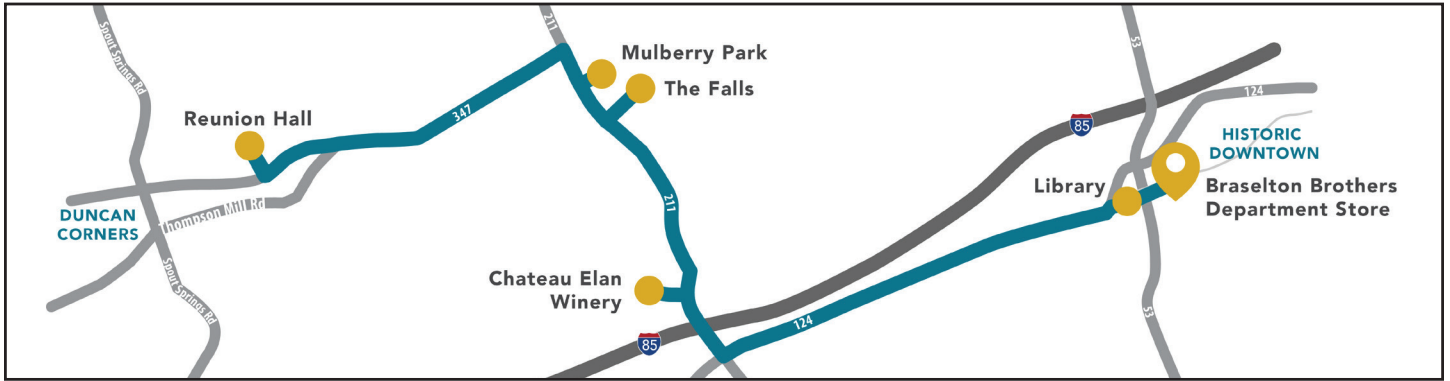 Spout Springs Rd
211
53
Mulberry Park
The Falls
347
Reunion Hall
124
85
HISTORIC
DOWNTOWN
Library
Braselton Brothers
Department Store
DUNCAN
CORNERS
Thompson Mill Rd
211
Spout Springs Rd
Chateau Elan
Winery
124
53
85